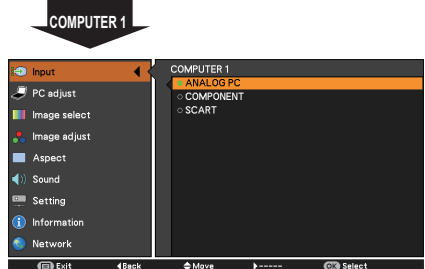 COMPUTER 1
Input
COMPUTER 1
ANALOG PC
COMPONENT
SCART
PC adjust
Image select
Image adjust
Aspect
Sound
Setting
Information
Network
Exit Back Move ----- OK Select